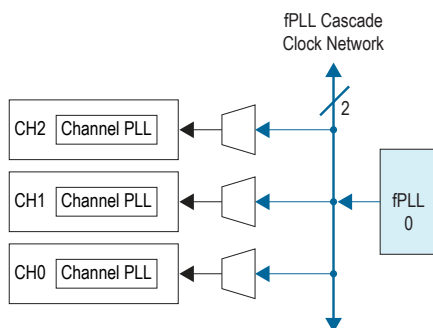 fPLL Cascade
Clock Network
2
CH2 Channel PLL
CH1 Channel PLL
fPLL
0
CH0 Channel PLL